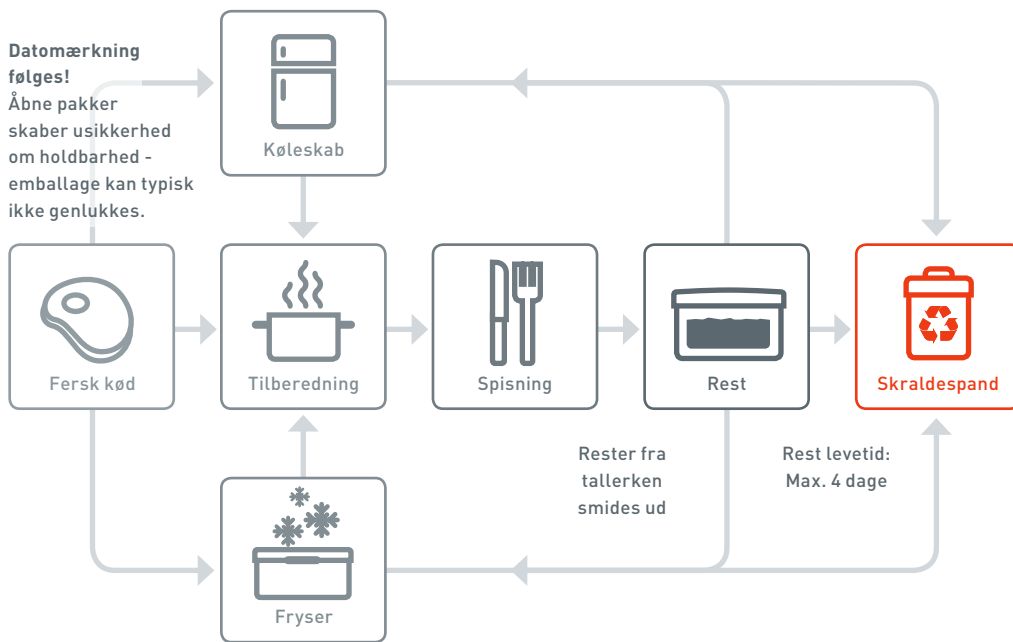 Datomærkning
følges!
Åbne pakker
skaber usikkerhed
om holdbarhed -
emballage kan typisk
ikke genlukkes.
Køleskab
Fersk kød
Tilberedning
Spisning
Rest
Skraldespand
Rester fra
tallerken
smides ud
Rest levetid:
Max. 4 dage
Fryser